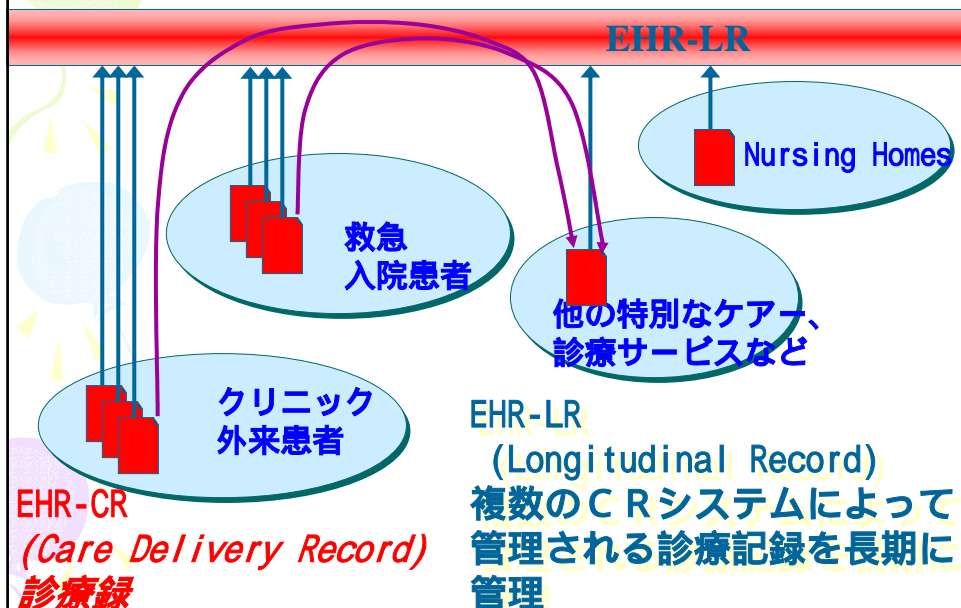 EHR-LR
Nursing Homes
救急
入院患者
他の特別なケアー、
診療サービスなど
クリニック
外来患者
EHR-LR
(Longitudinal Record)
複数のＣＲシステムによって
管理される診療記録を長期に
管理
EHR-CR
(Care Delivery Record)
診療録